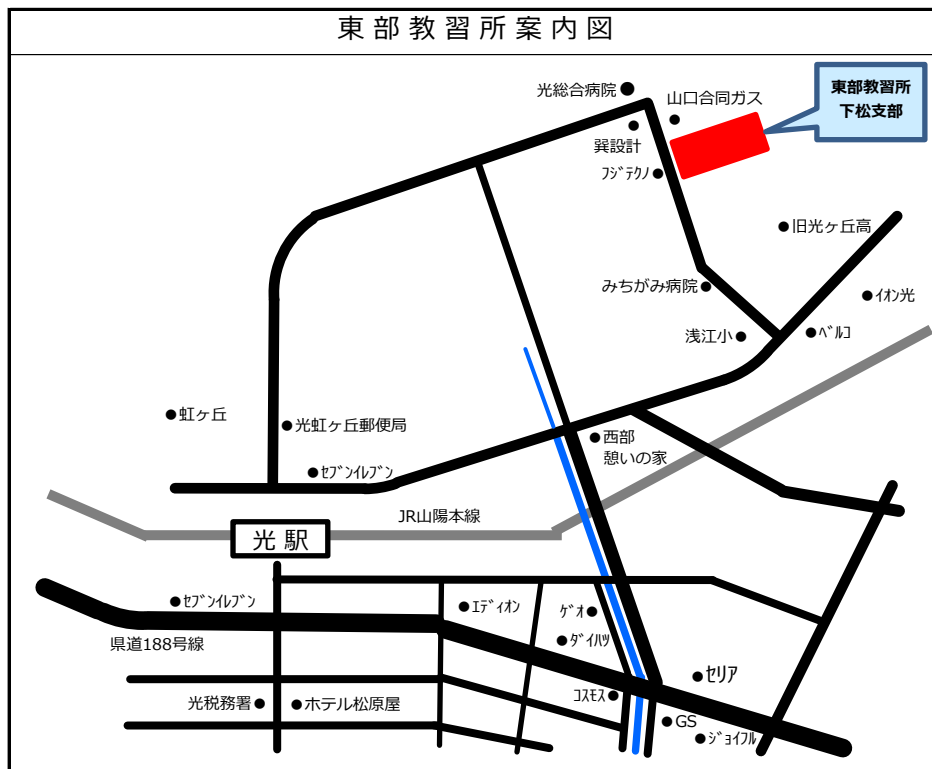 東部教習所案内図
東部教習所
下松支部
光総合病院
山口合同ガス
巽設計
ﾌｼﾞﾃｸﾉ
旧光ヶ丘高
みちがみ病院
ｲｵﾝ光
浅江小
ﾍﾞﾙｺ
虹ヶ丘
光虹ヶ丘郵便局
西部
憩いの家
ｾﾌﾞﾝｲﾚﾌﾞﾝ
JR山陽本線
光駅
ｾﾌﾞﾝｲﾚﾌﾞﾝ
ｴﾃﾞｨｵﾝ
ｹﾞｵ
県道188号線
ﾀﾞｲﾊﾂ
セリア
ｺｽﾓｽ
光税務署
ホテル松原屋
GS
ｼﾞｮｲﾌﾙ